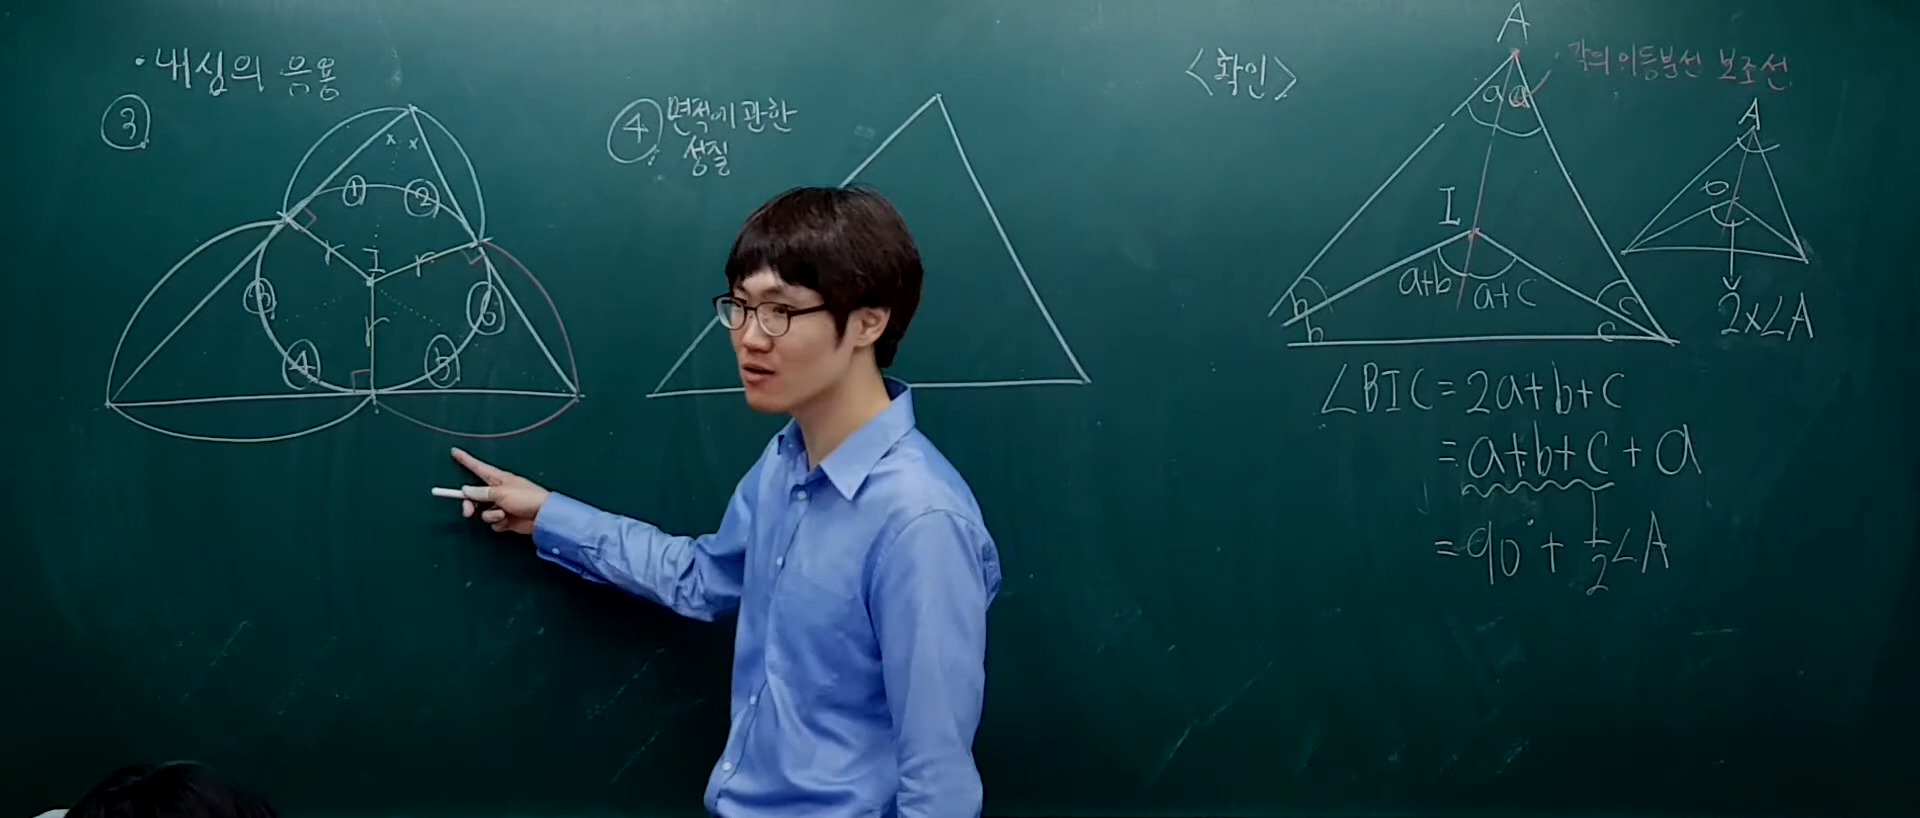 ·내심의 응용
③
x x
① ②
r I r
③ r ⑥
④ ⑤
④ 면적에 관한
성질
<확인>
A
각의 이등분선 보조선
a a
I
a+b a+c
b c
b c
A
O
2x∠A
∠BIC = 2a+b+c
= a+b+c + a
= 90° + 1/2∠A